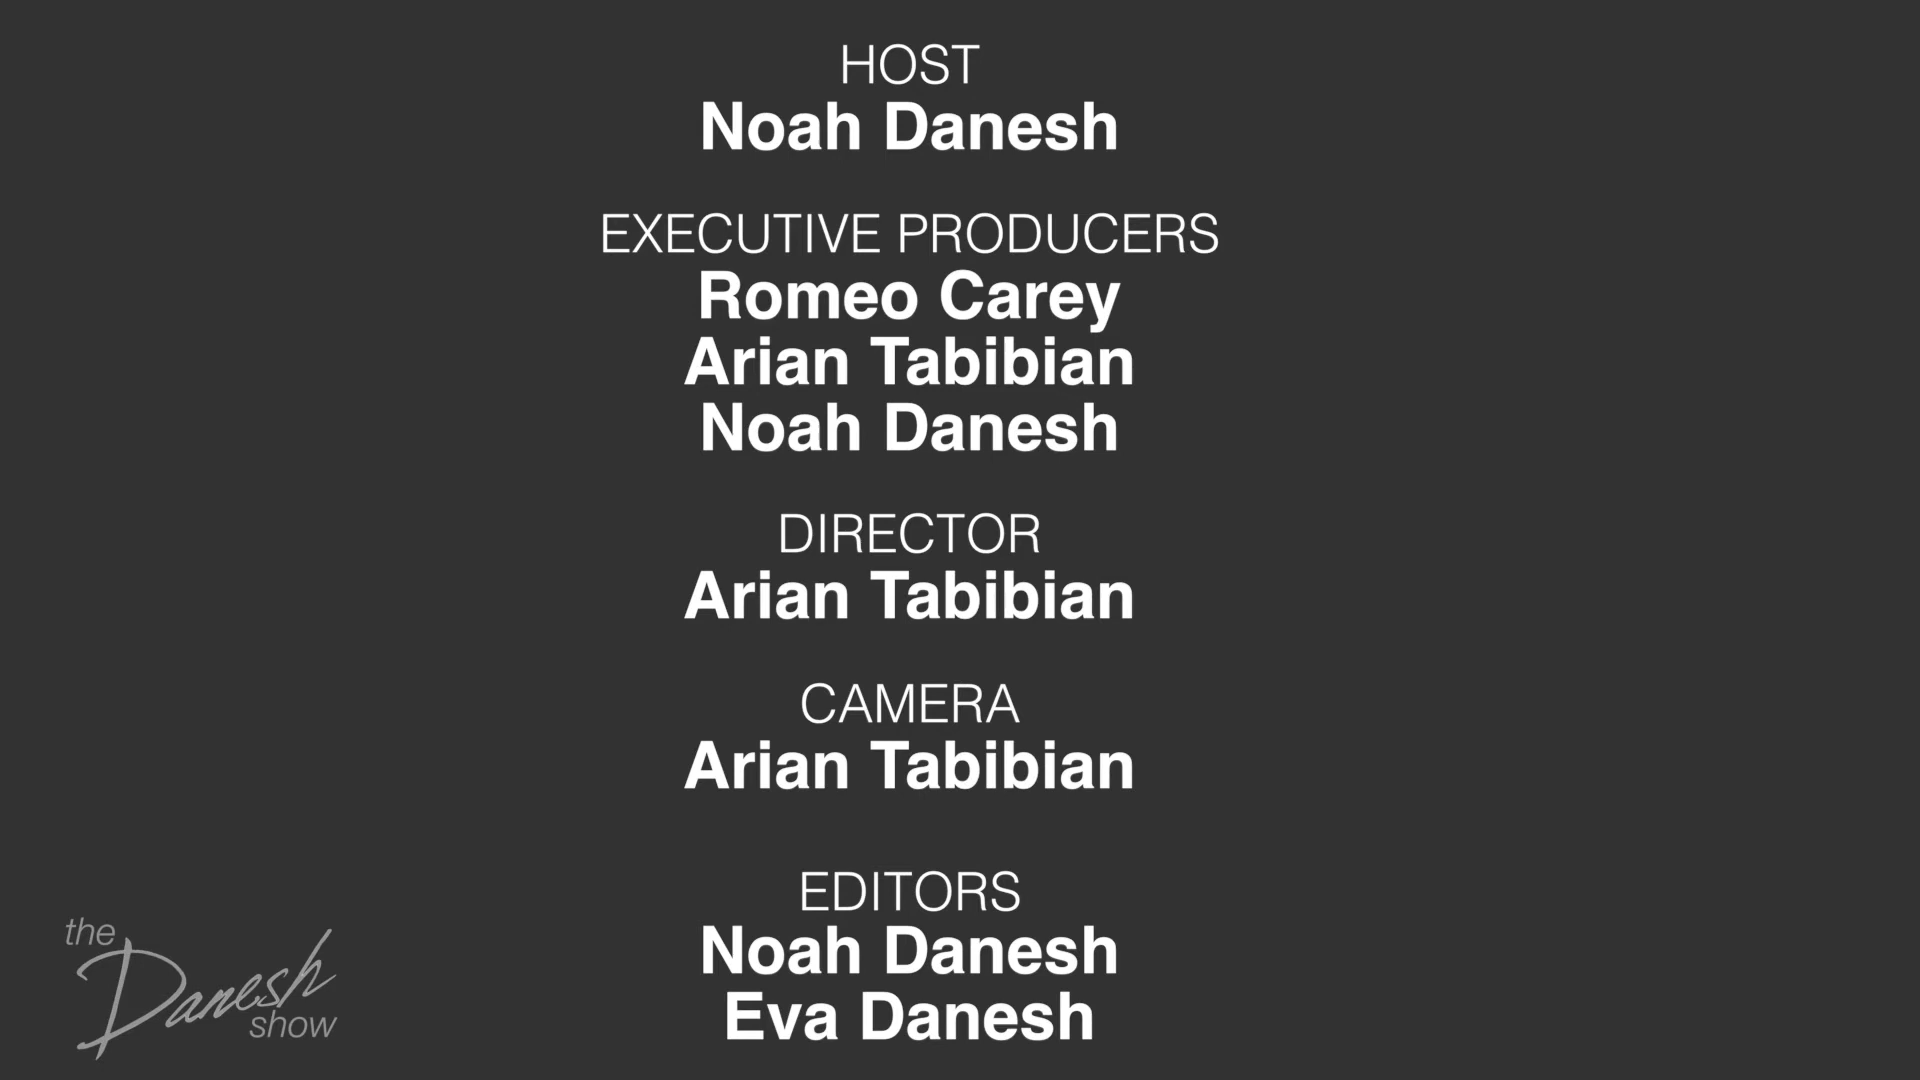 HOST
Noah Danesh
EXECUTIVE PRODUCERS
Romeo Carey
Arian Tabibian
Noah Danesh
DIRECTOR
Arian Tabibian
CAMERA
Arian Tabibian
EDITORS
Noah Danesh
Eva Danesh
the
Danesh
show